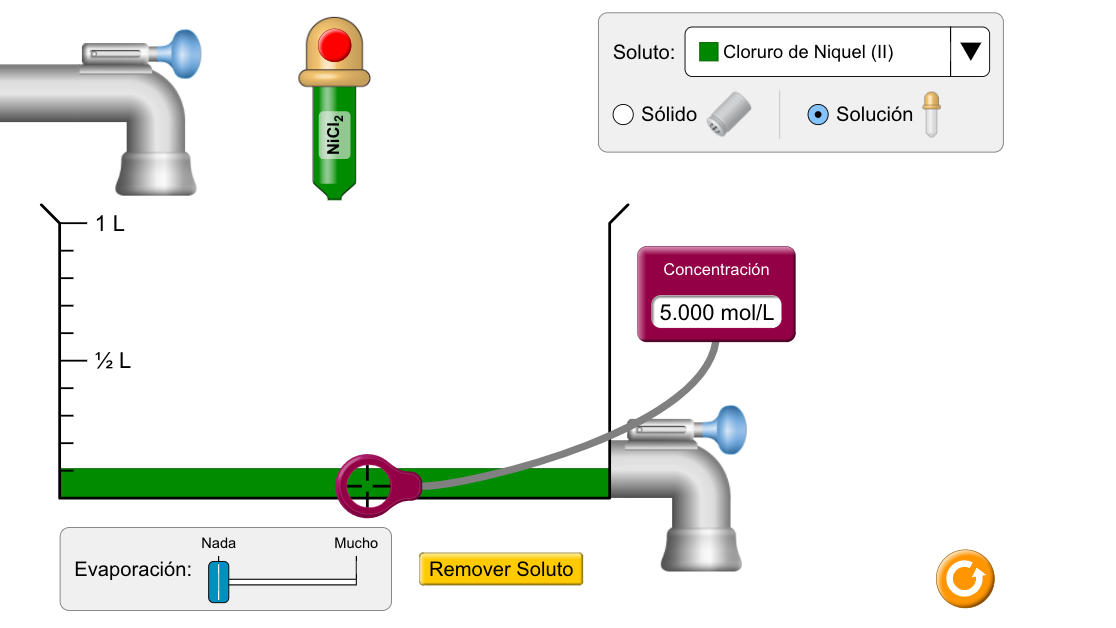 Soluto:
Cloruro de Niquel (II)
Sólido
Solución
NiCl₂
1 L
½ L
Concentración
5.000 mol/L
Nada
Mucho
Evaporación:
Remover Soluto